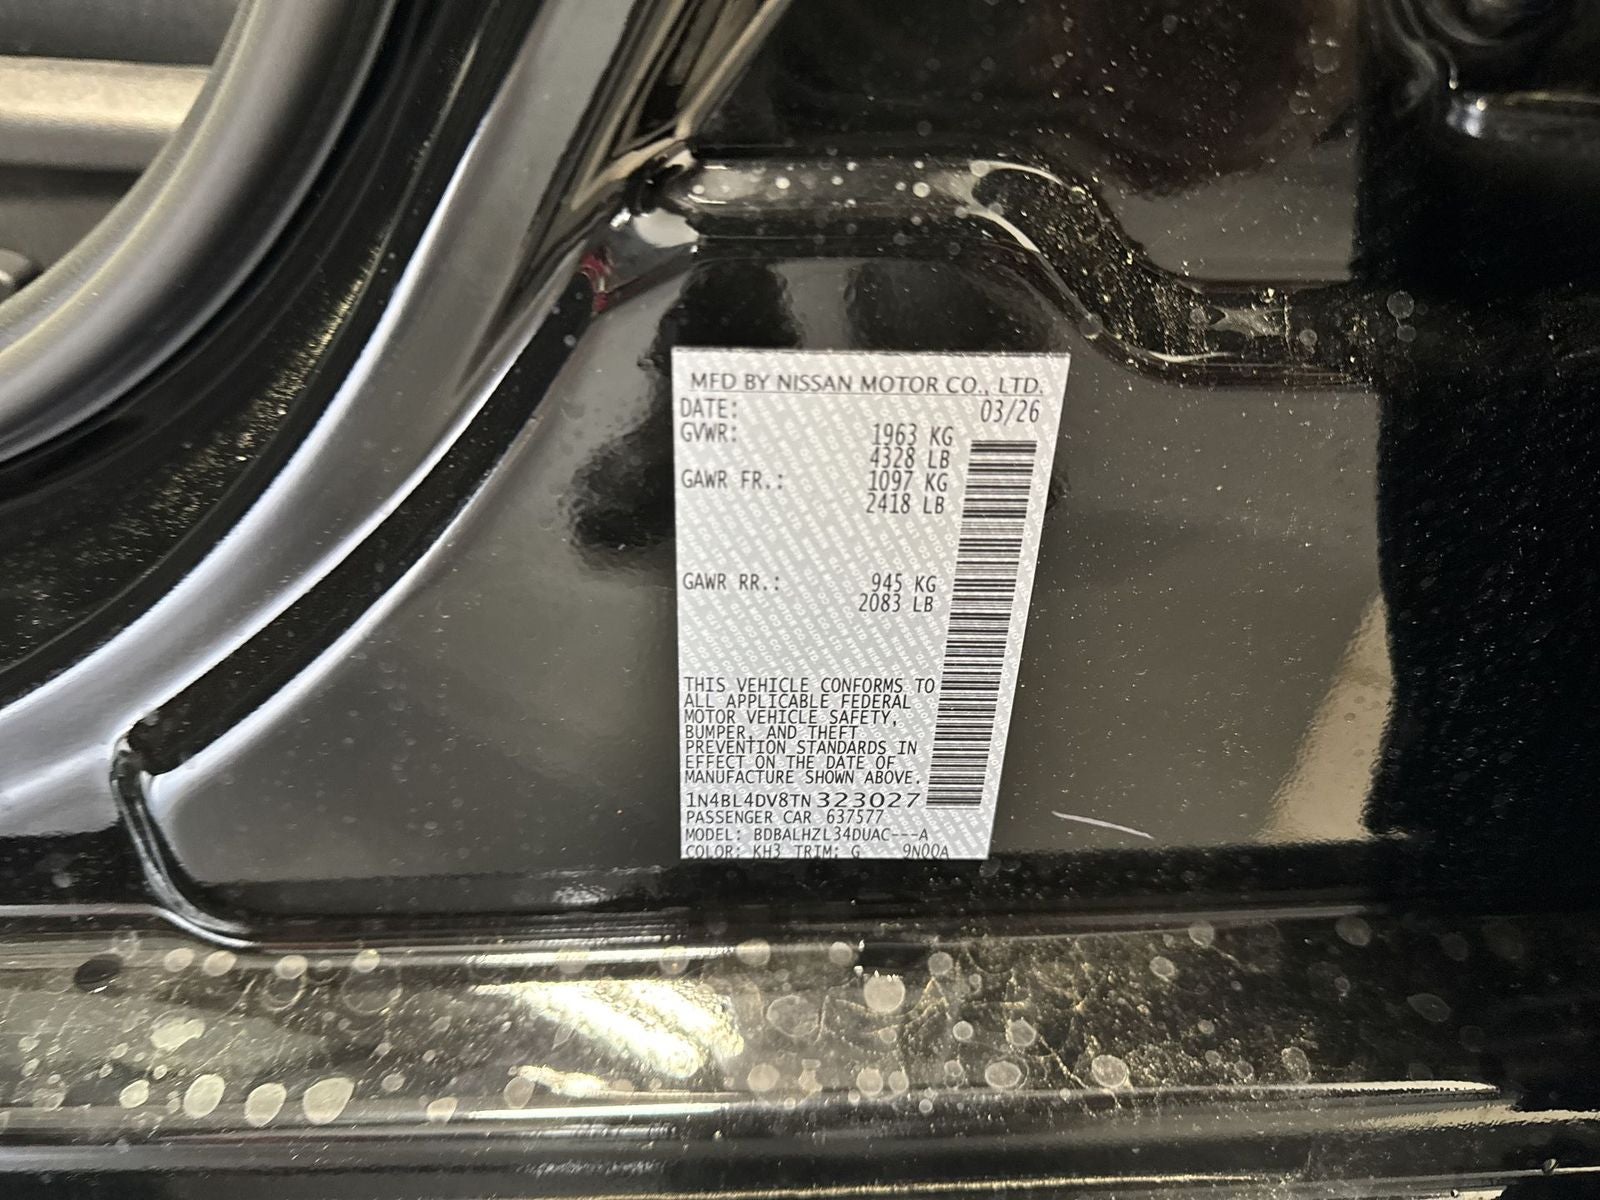 MFD BY NISSAN MOTOR CO., LTD.
DATE: 03/26
GVWR: 1963 KG
4328 LB
GAWR FR.: 1097 KG
2418 LB
GAWR RR.: 945 KG
2083 LB
THIS VEHICLE CONFORMS TO
ALL APPLICABLE FEDERAL
MOTOR VEHICLE SAFETY,
BUMPER, AND THEFT
PREVENTION STANDARDS IN
EFFECT ON THE DATE OF
MANUFACTURE SHOWN ABOVE.
1N4BL4DV8TN323027
PASSENGER CAR 637577
MODEL: BDBALHZL34DUAC---A
COLOR: KH3 TRIM: G 9N00A